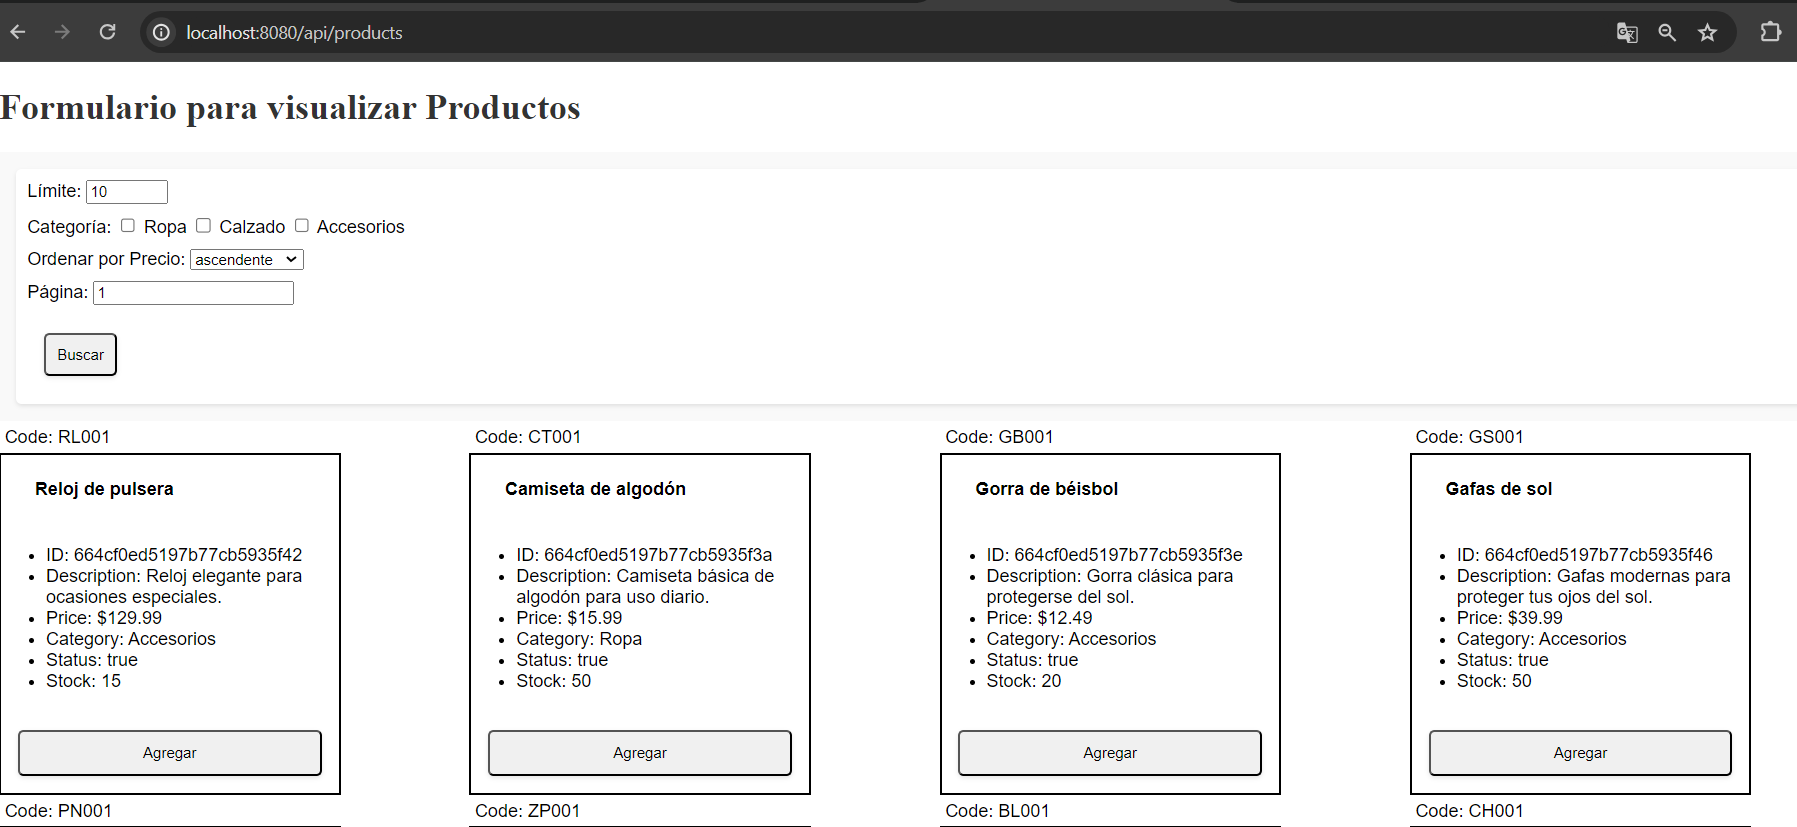 localhost:8080/api/products
Formulario para visualizar Productos
Límite: 10
Categoría: Ropa Calzado Accesorios
Ordenar por Precio: ascendente
Página: 1
Buscar
Code: RL001
Reloj de pulsera
ID: 664cf0ed5197b77cb5935f42
Description: Reloj elegante para
ocasiones especiales.
Price: $129.99
Category: Accesorios
Status: true
Stock: 15
Agregar
Code: CT001
Camiseta de algodón
ID: 664cf0ed5197b77cb5935f3a
Description: Camiseta básica de
algodón para uso diario.
Price: $15.99
Category: Ropa
Status: true
Stock: 50
Agregar
Code: GB001
Gorra de béisbol
ID: 664cf0ed5197b77cb5935f3e
Description: Gorra clásica para
protegerse del sol.
Price: $12.49
Category: Accesorios
Status: true
Stock: 20
Agregar
Code: GS001
Gafas de sol
ID: 664cf0ed5197b77cb5935f46
Description: Gafas modernas para
proteger tus ojos del sol.
Price: $39.99
Category: Accesorios
Status: true
Stock: 50
Agregar
Code: PN001
Code: ZP001
Code: BL001
Code: CH001